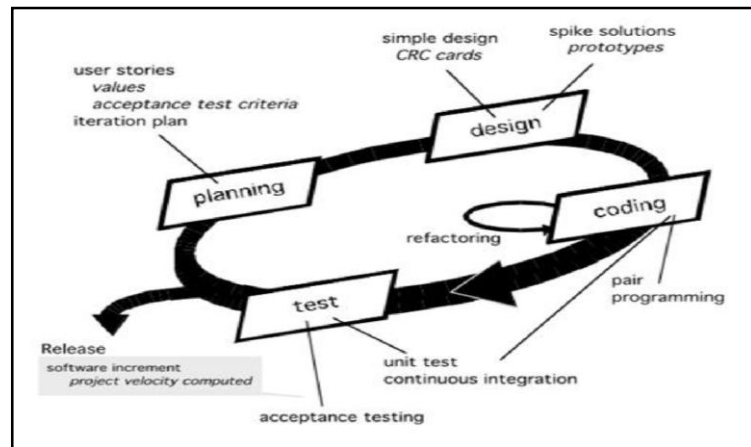 spike solutions
prototypes
simple design
CRC cards
user stories
values
acceptance test criteria
iteration plan
design
planning
coding
refactoring
test
pair
programming
Release
software increment
project velocity computed
unit test
continuous integration
acceptance testing